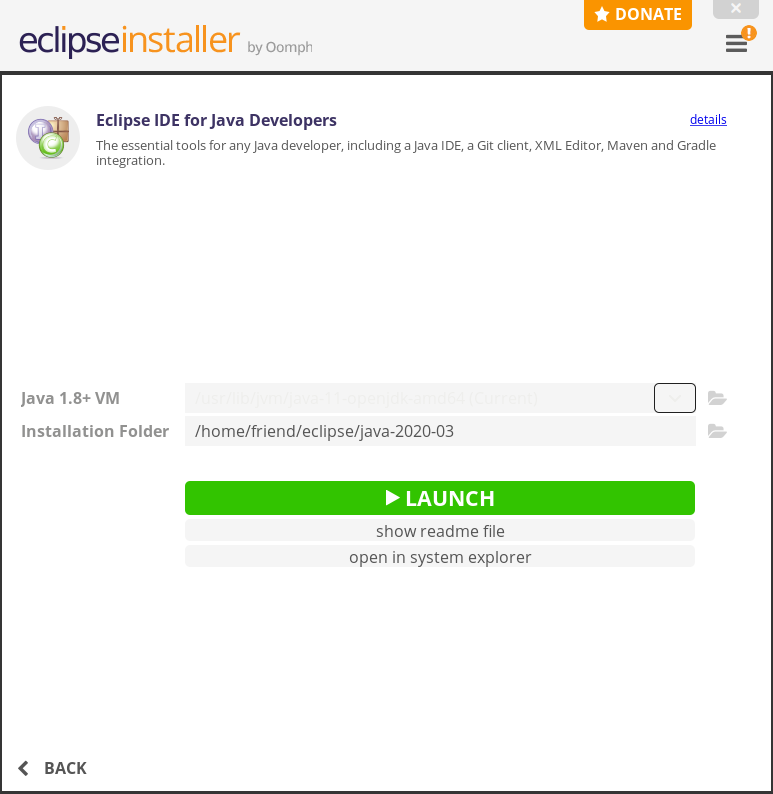 DONATE
eclipseinstaller by Oomph
Eclipse IDE for Java Developers
details
The essential tools for any Java developer, including a Java IDE, a Git client, XML Editor, Maven and Gradle
integration.
Java 1.8+ VM
/usr/lib/jvm/java-11-openjdk-amd64 (Current)
Installation Folder
/home/friend/eclipse/java-2020-03
LAUNCH
show readme file
open in system explorer
BACK